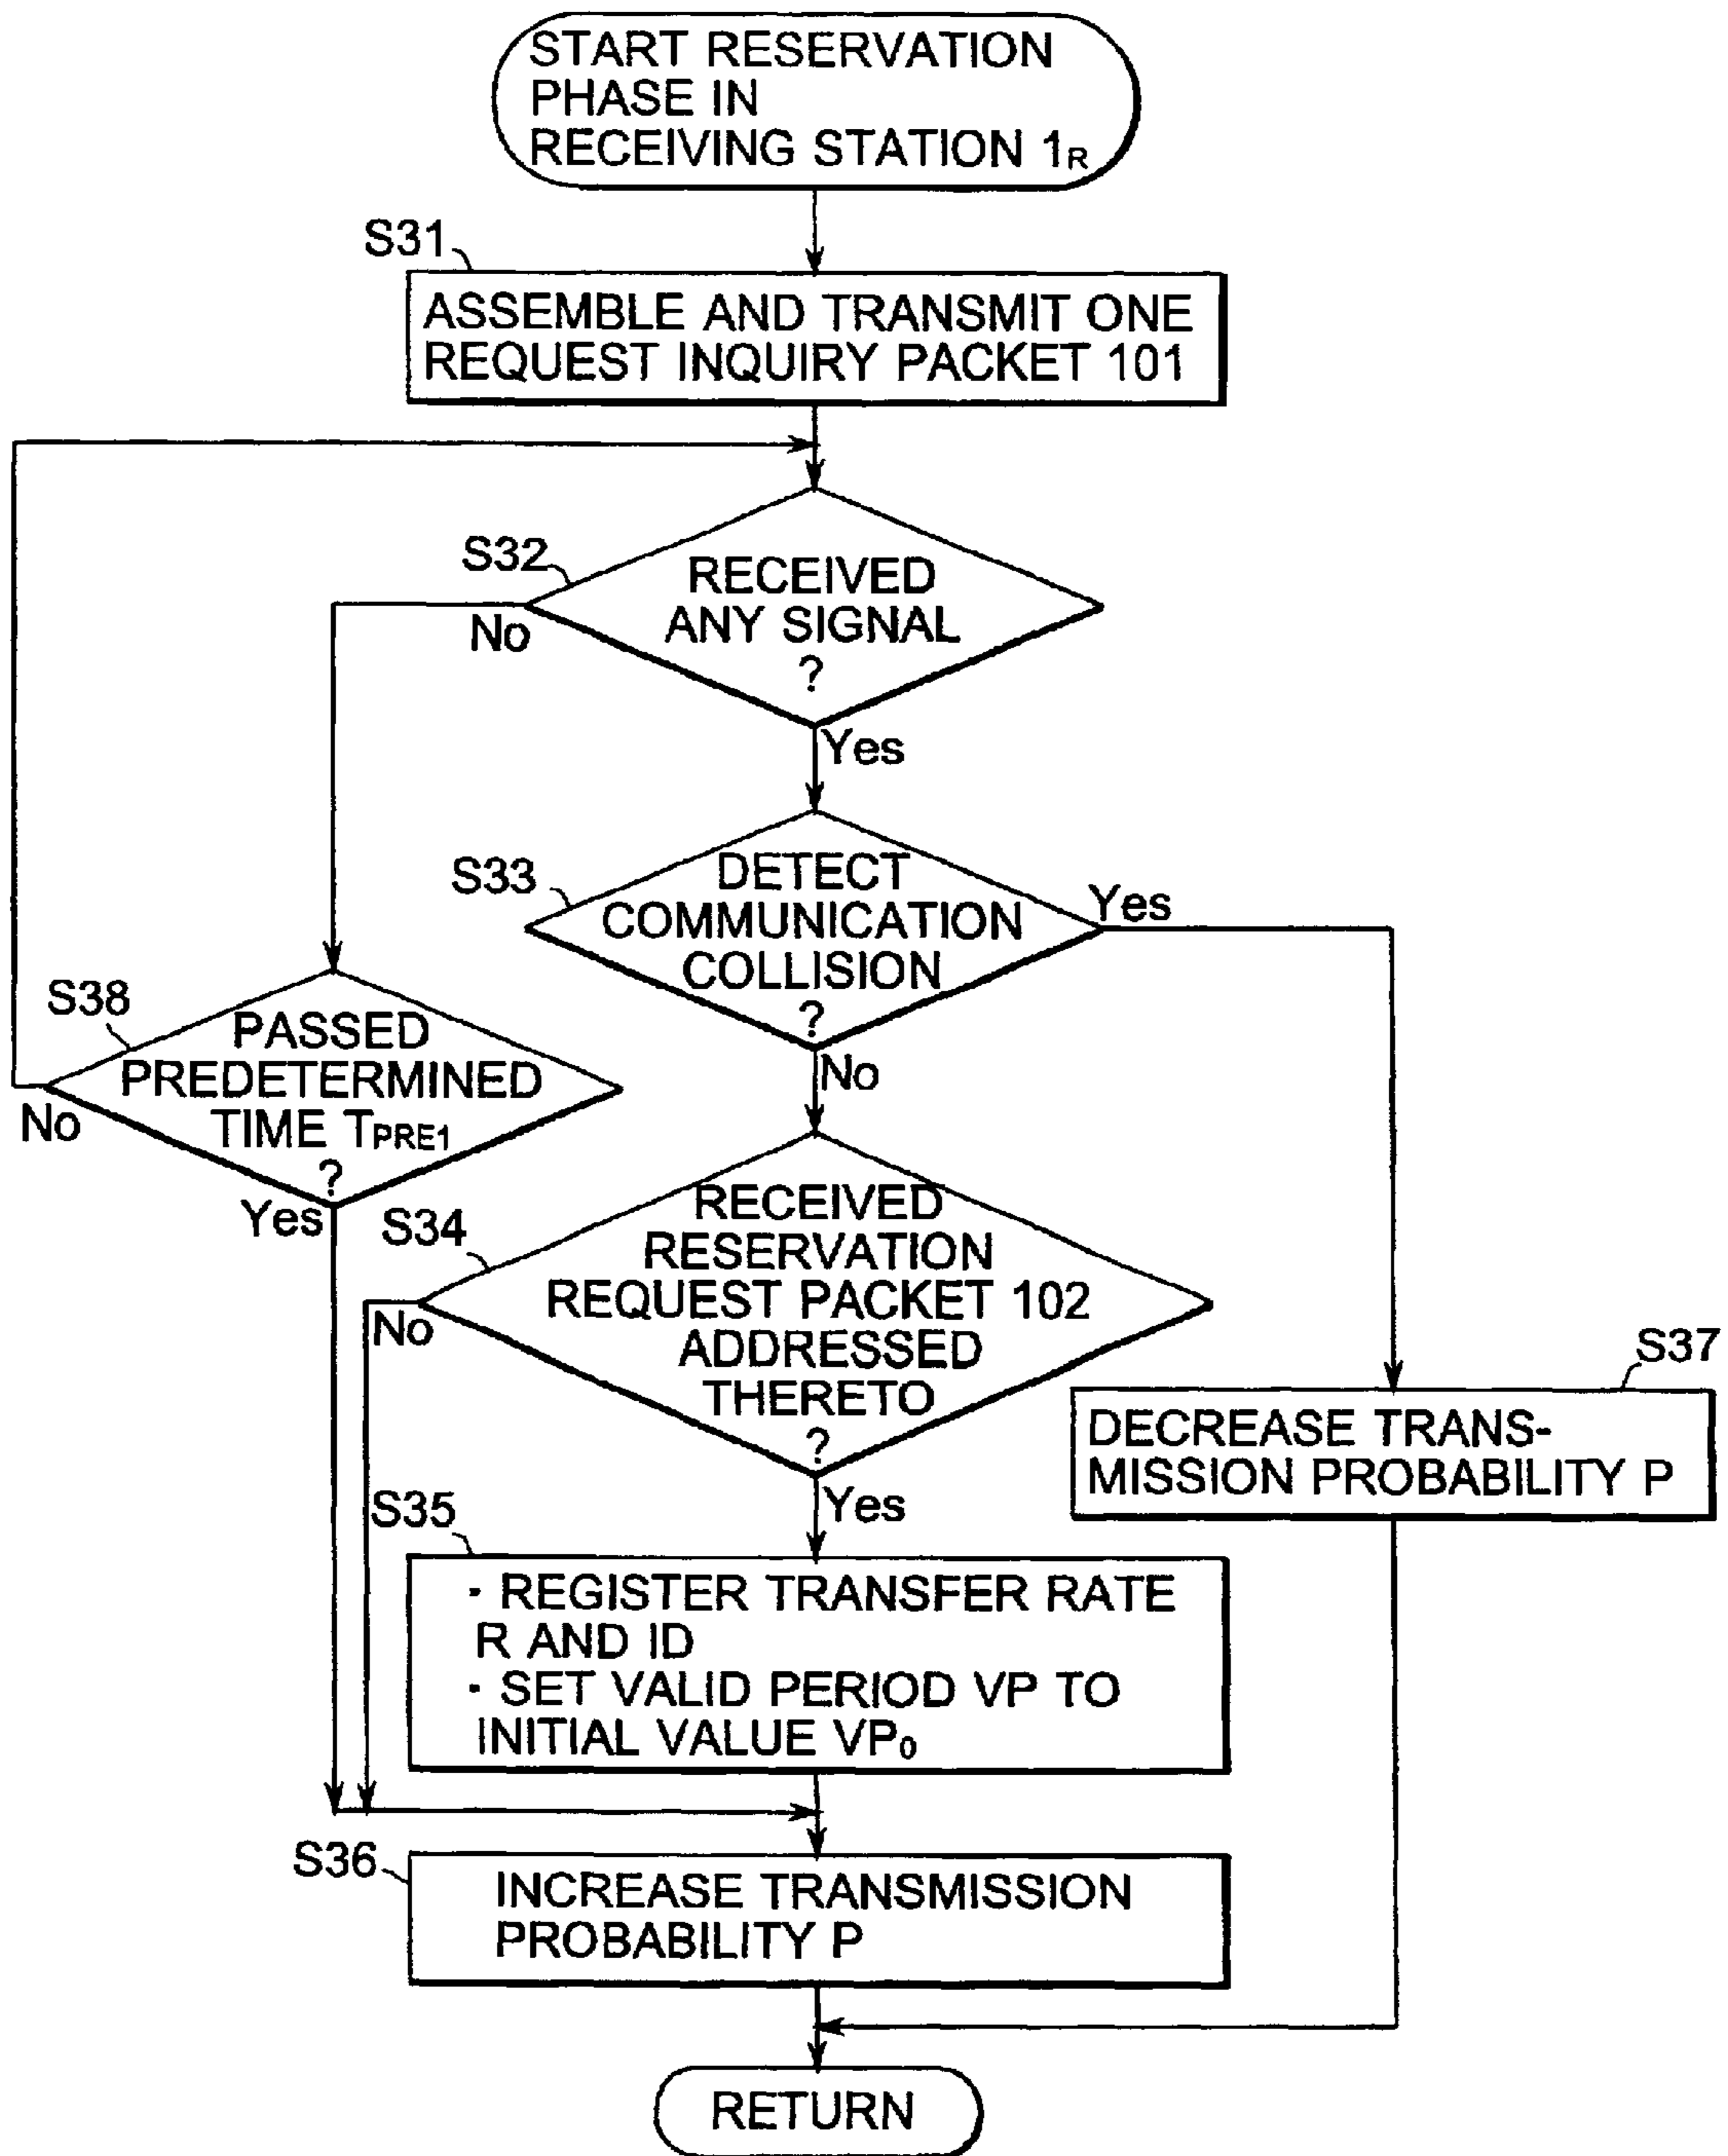 START RESERVATION
PHASE IN
RECEIVING STATION 1R
S31
ASSEMBLE AND TRANSMIT ONE
REQUEST INQUIRY PACKET 101
S32
RECEIVED
ANY SIGNAL
?
No
Yes
S33
DETECT
COMMUNICATION
COLLISION
?
Yes
No
S38
PASSED
PREDETERMINED
TIME TPRE1
?
No
Yes
S34
RECEIVED
RESERVATION
REQUEST PACKET 102
ADDRESSED
THERETO
?
No
Yes
S37
DECREASE TRANS-
MISSION PROBABILITY P
S35
· REGISTER TRANSFER RATE
R AND ID
· SET VALID PERIOD VP TO
INITIAL VALUE VP0
S36
INCREASE TRANSMISSION
PROBABILITY P
RETURN